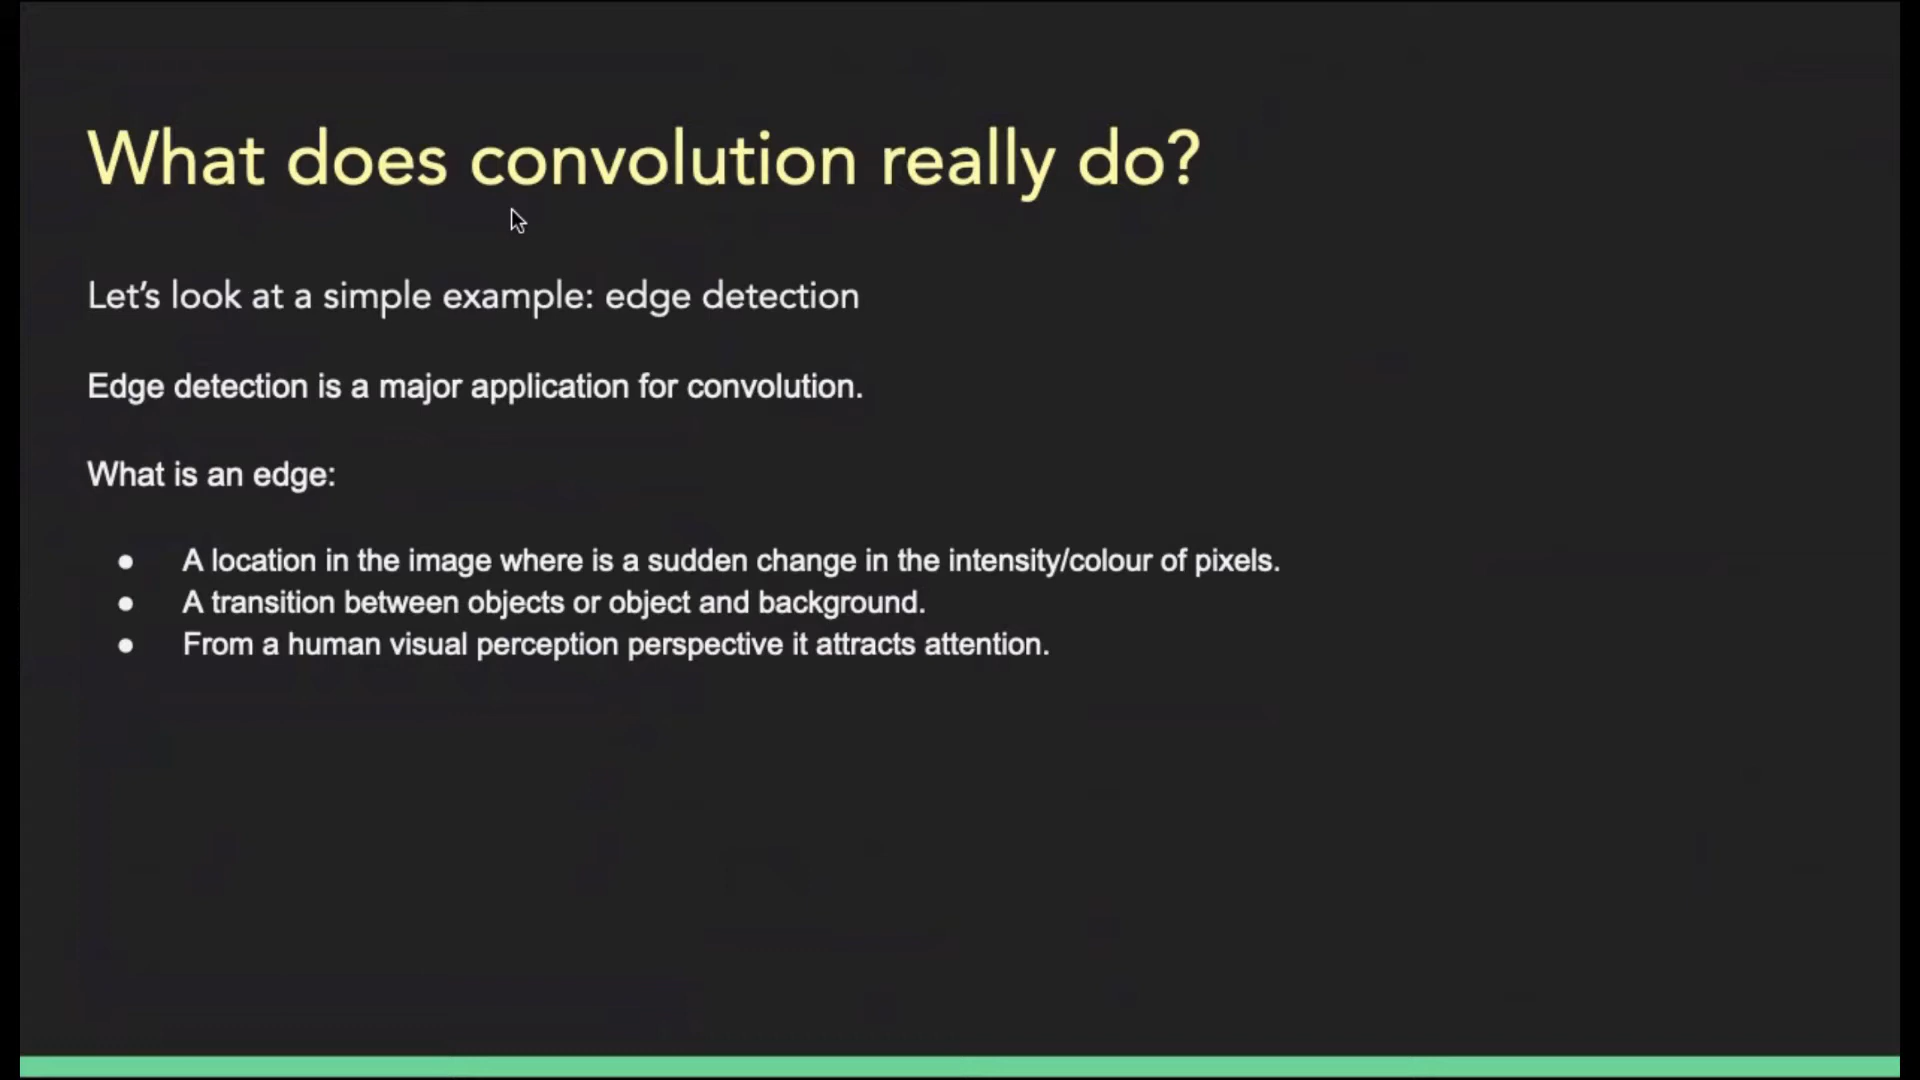 What does convolution really do?
Let's look at a simple example: edge detection
Edge detection is a major application for convolution.
What is an edge:
● A location in the image where is a sudden change in the intensity/colour of pixels.
● A transition between objects or object and background.
● From a human visual perception perspective it attracts attention.